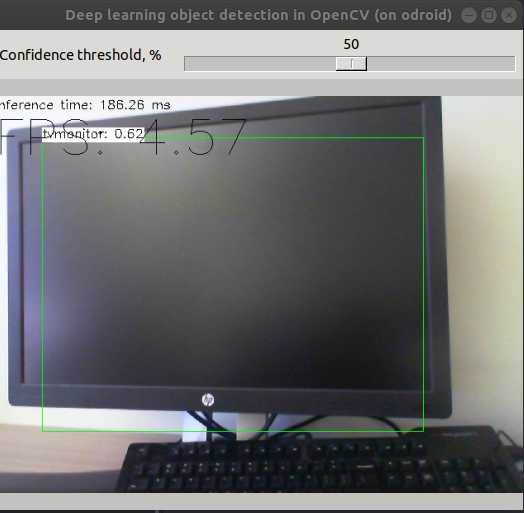 Deep learning object detection in OpenCV (on odroid)
50
Confidence threshold, %
nference time: 186.26 ms
FPS: 4.57
tvmonitor: 0.62
hp